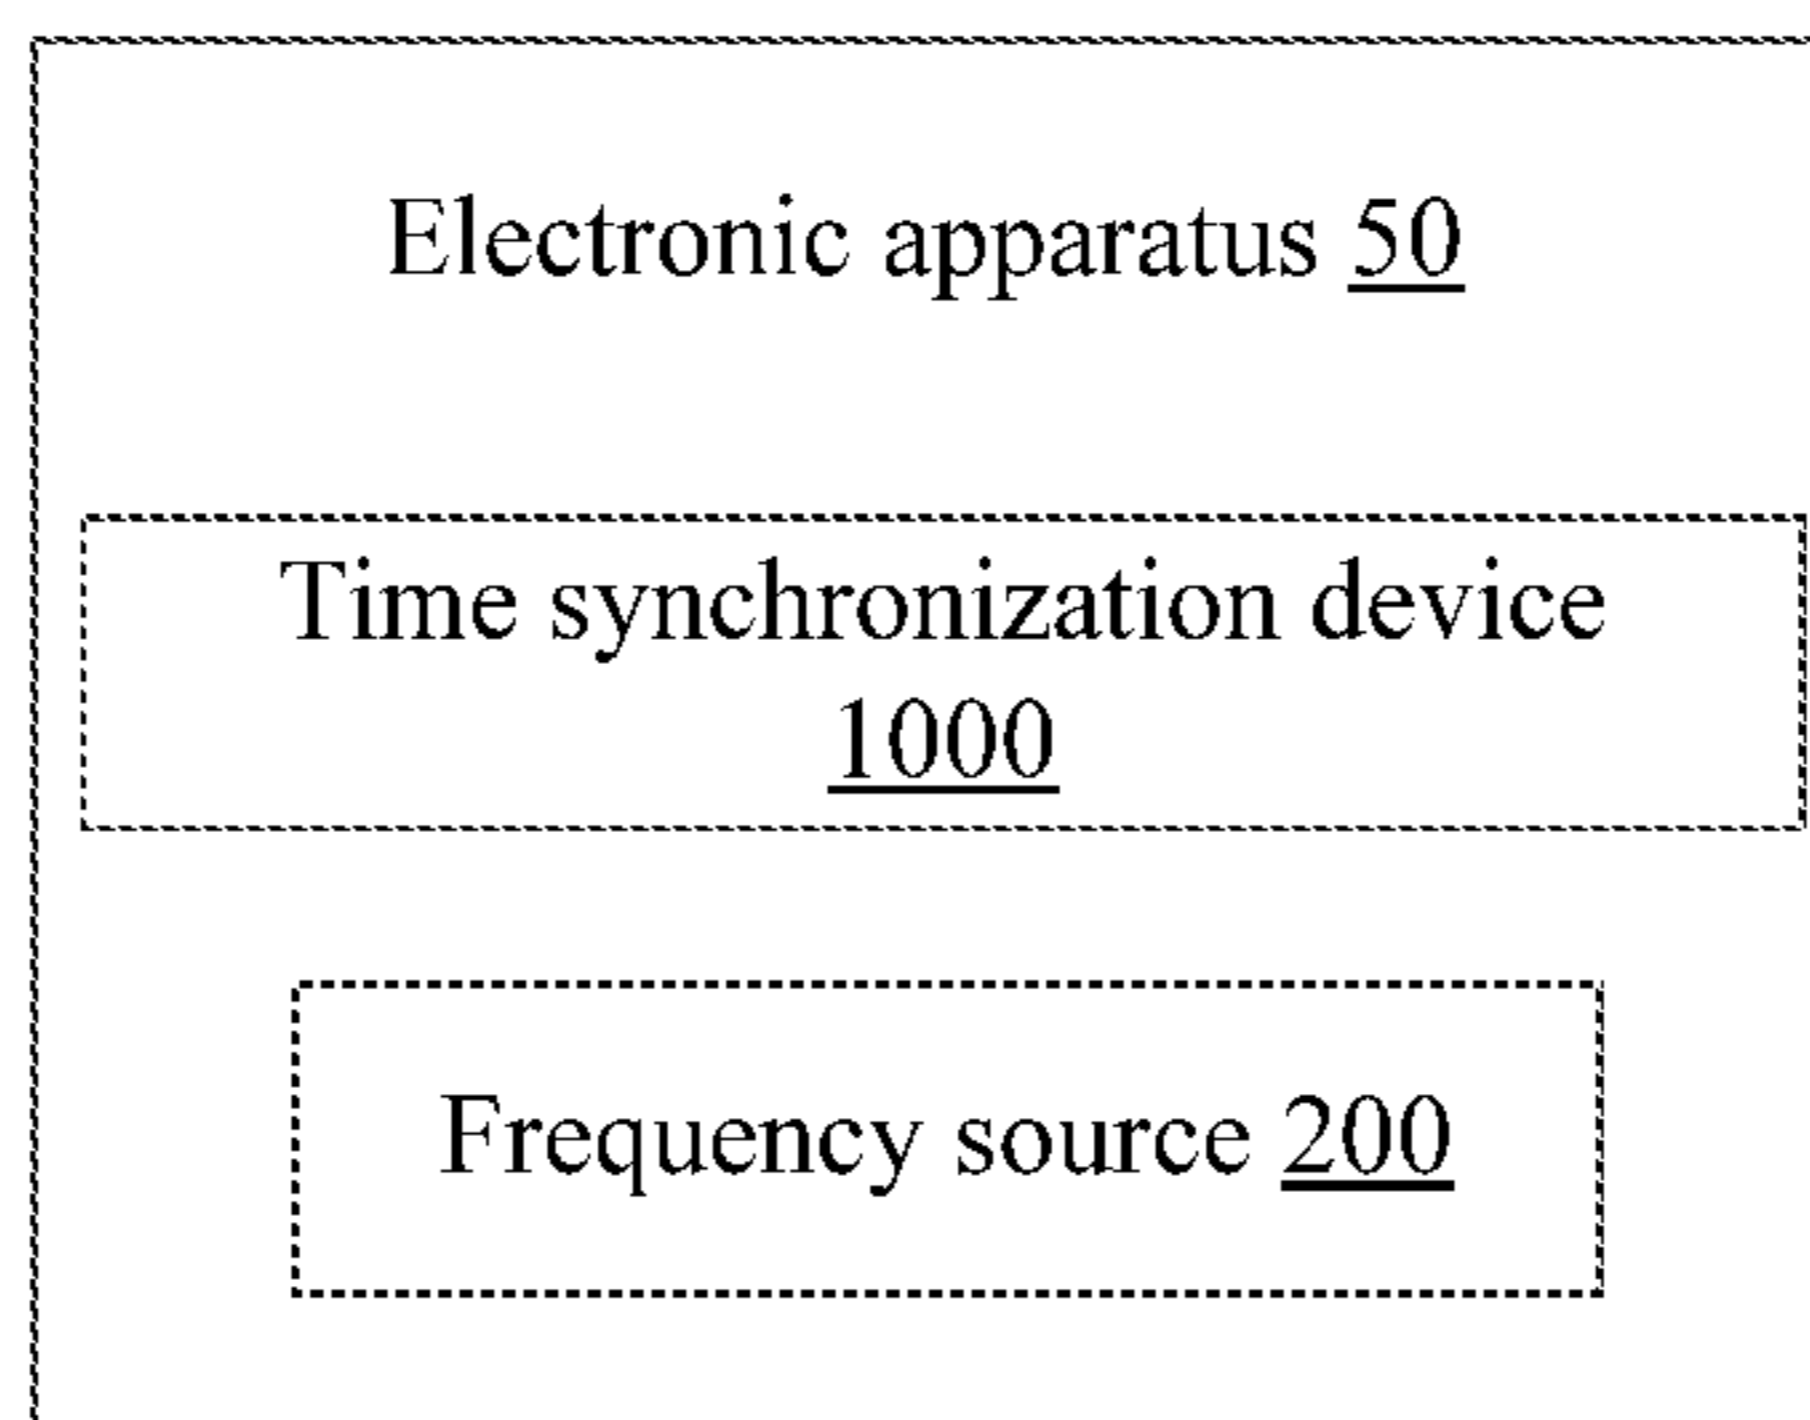 Electronic apparatus 50
Time synchronization device
1000
Frequency source 200